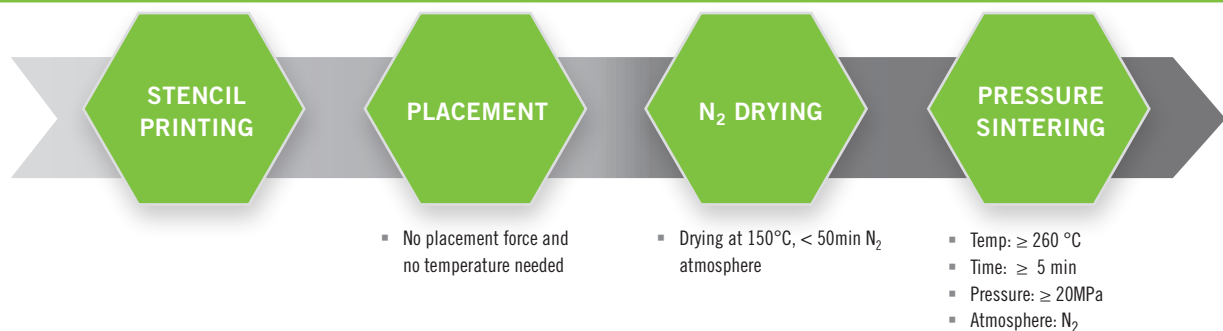 STENCIL
PRINTING
PLACEMENT
N₂ DRYING
PRESSURE
SINTERING
▪ No placement force and
no temperature needed
▪ Drying at 150°C, < 50min N₂
atmosphere
▪ Temp: ≥ 260 °C
▪ Time: ≥ 5 min
▪ Pressure: ≥ 20MPa
▪ Atmosphere: N₂